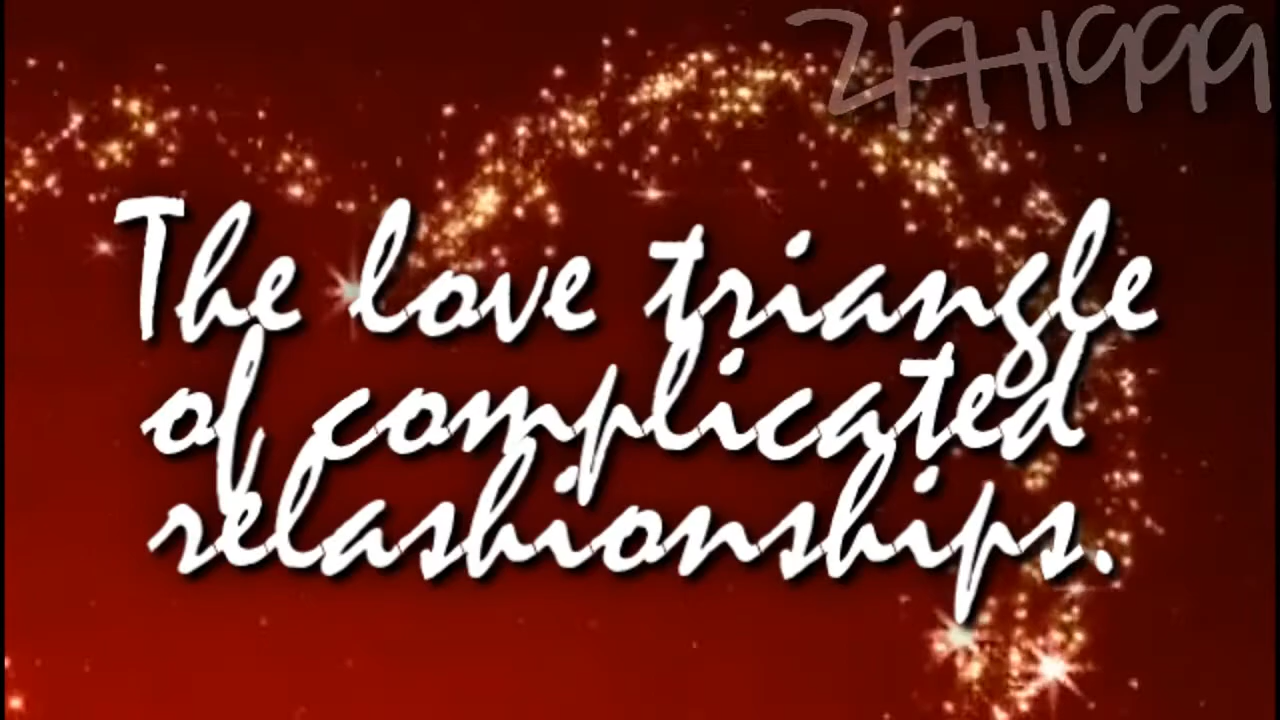 ZKH1999
The love triangle
of complicated
relashionships.